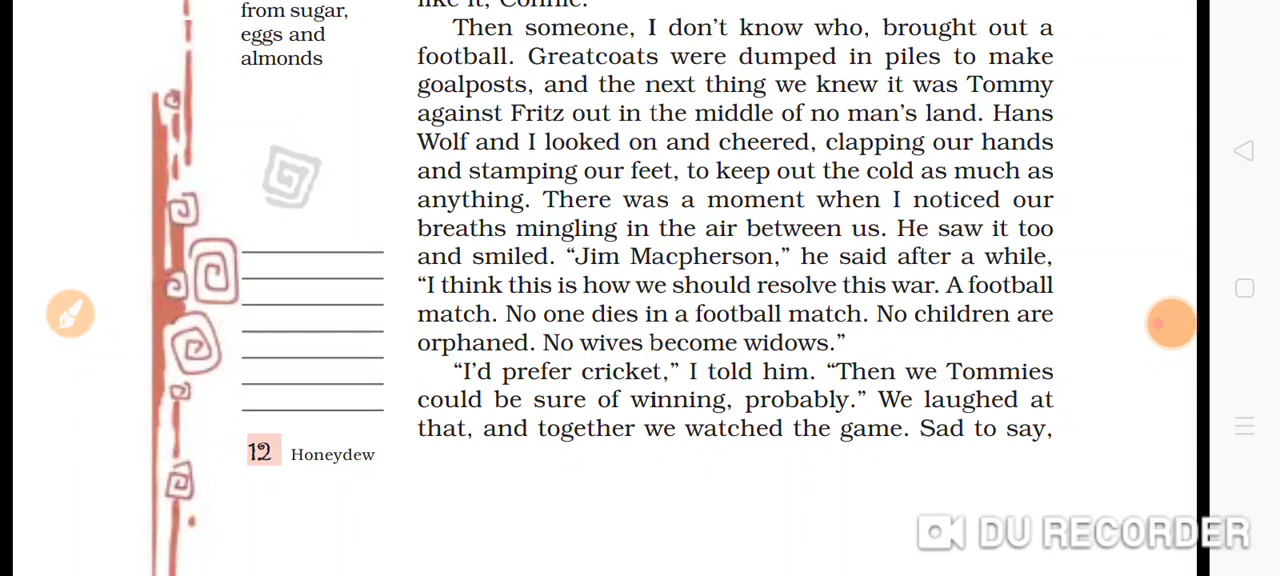 from sugar,
eggs and
almonds
like it, Connie.
Then someone, I don’t know who, brought out a
football. Greatcoats were dumped in piles to make
goalposts, and the next thing we knew it was Tommy
against Fritz out in the middle of no man’s land. Hans
Wolf and I looked on and cheered, clapping our hands
and stamping our feet, to keep out the cold as much as
anything. There was a moment when I noticed our
breaths mingling in the air between us. He saw it too
and smiled. “Jim Macpherson,” he said after a while,
“I think this is how we should resolve this war. A football
match. No one dies in a football match. No children are
orphaned. No wives become widows.”
“I’d prefer cricket,” I told him. “Then we Tommies
could be sure of winning, probably.” We laughed at
that, and together we watched the game. Sad to say,
12 Honeydew
DU RECORDER